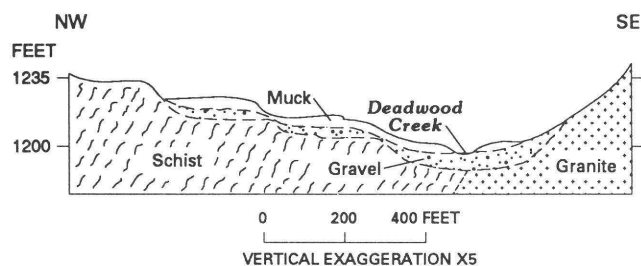 NW SE
FEET
1235
Muck
Deadwood
Creek
1200
Schist
Gravel
Granite
0 200 400 FEET
VERTICAL EXAGGERATION X5